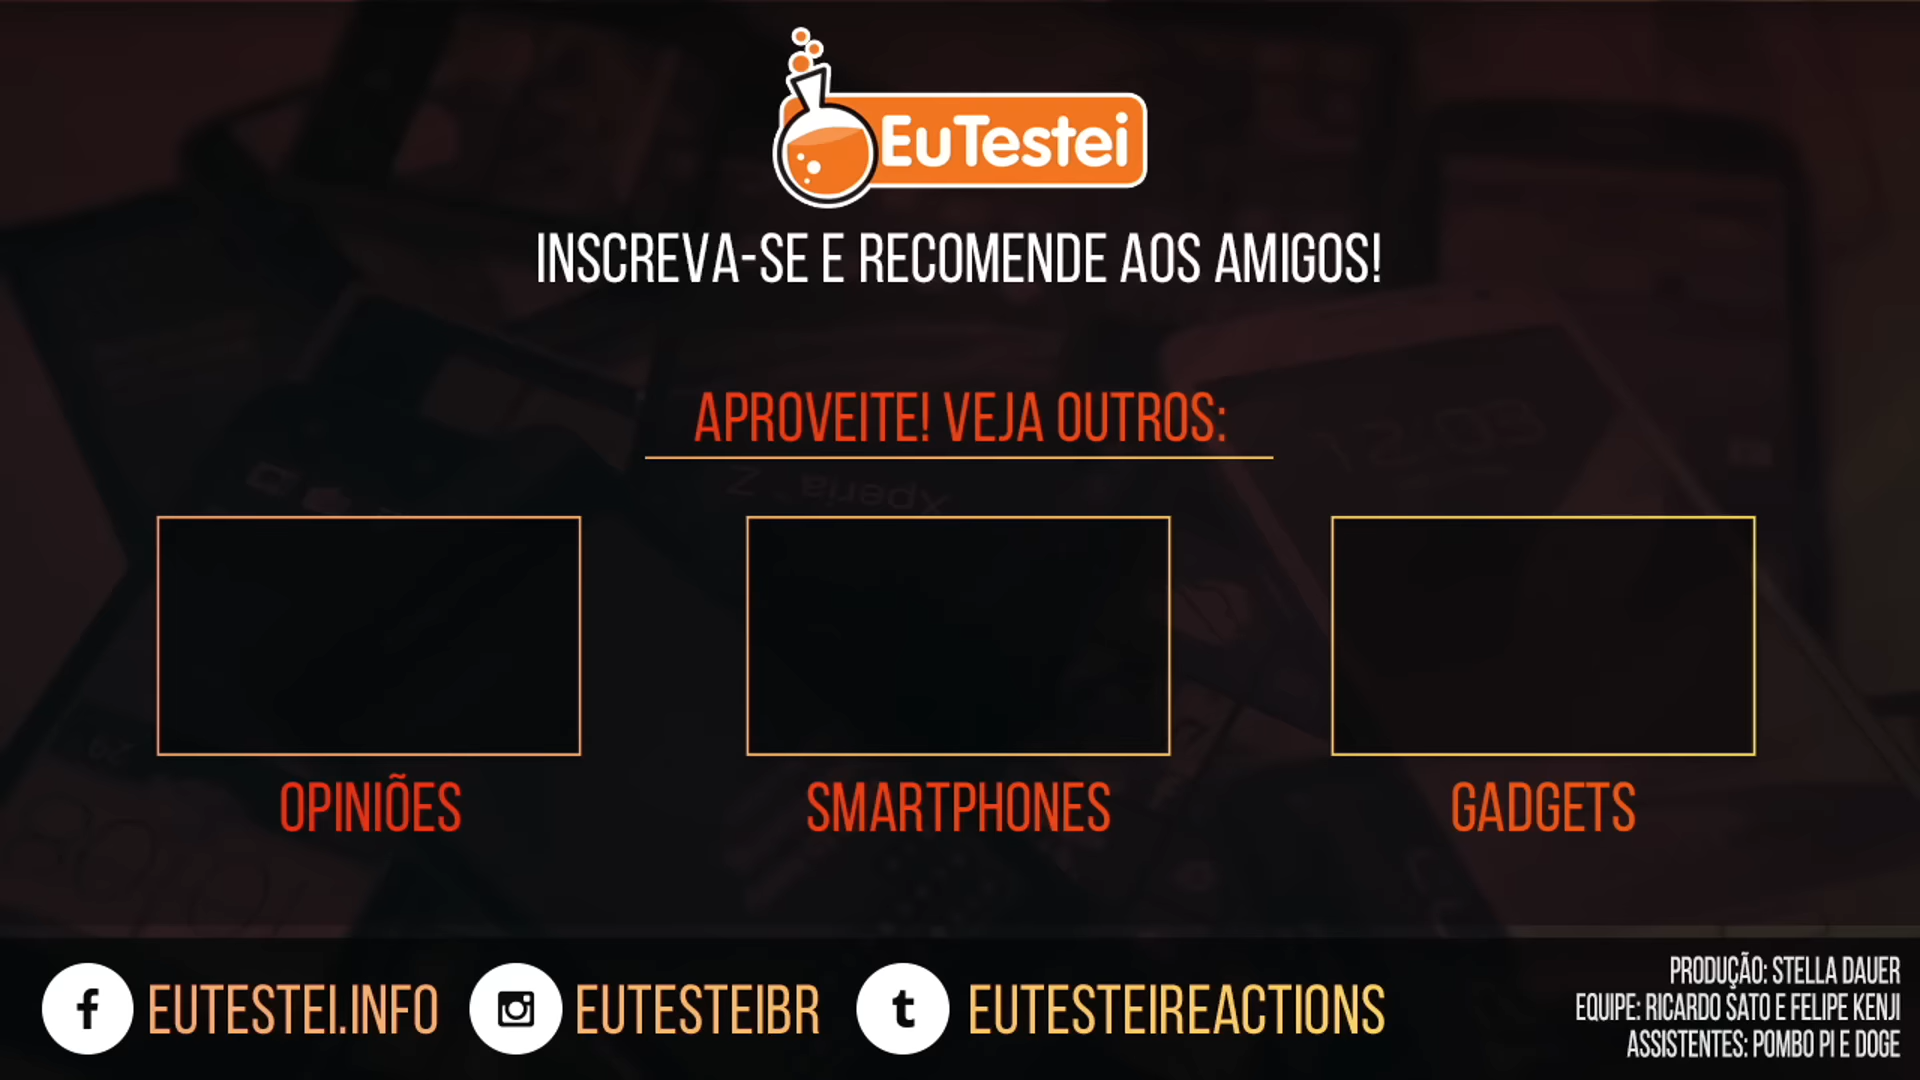 EuTestei
INSCREVA-SE E RECOMENDE AOS AMIGOS!
APROVEITE! VEJA OUTROS:
Xperia Z
OPINIÕES
SMARTPHONES
GADGETS
EUTESTEI.INFO
EUTESTEIBR
EUTESTEIREACTIONS
PRODUÇÃO: STELLA DAUER
EQUIPE: RICARDO SATO E FELIPE KENJI
ASSISTENTES: POMBO PI E DOGE